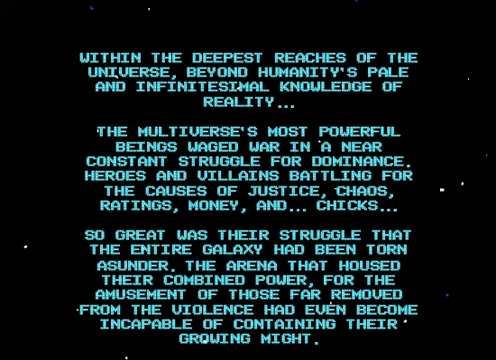 WITHIN THE DEEPEST REACHES OF THE
UNIVERSE, BEYOND HUMANITY'S PALE
AND INFINITESIMAL KNOWLEDGE OF
REALITY...
THE MULTIVERSE'S MOST POWERFUL
BEINGS WAGED WAR IN A NEAR
CONSTANT STRUGGLE FOR DOMINANCE.
HEROES AND VILLAINS BATTLING FOR
THE CAUSES OF JUSTICE, CHAOS,
RATINGS, MONEY, AND... CHICKS...
SO GREAT WAS THEIR STRUGGLE THAT
THE ENTIRE GALAXY HAD BEEN TORN
ASUNDER. THE ARENA THAT HOUSED
THEIR COMBINED POWER, FOR THE
AMUSEMENT OF THOSE FAR REMOVED
FROM THE VIOLENCE HAD EVEN BECOME
INCAPABLE OF CONTAINING THEIR
GROWING MIGHT.